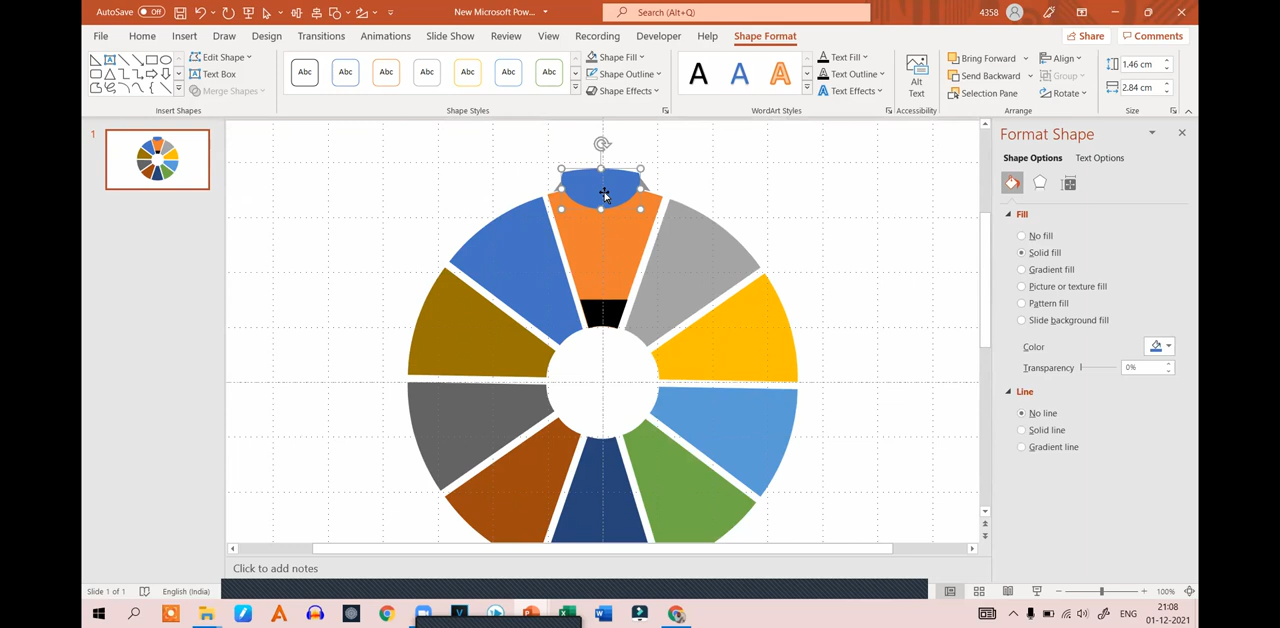 AutoSave Off New Microsoft Pow... Search (Alt+Q) 4358
File Home Insert Draw Design Transitions Animations Slide Show Review View Recording Developer Help Shape Format Share Comments
Edit Shape
Text Box
Merge Shapes
Insert Shapes
Abc Abc Abc Abc Abc Abc Abc
Shape Fill
Shape Outline
Shape Effects
Shape Styles
A A A
Text Fill
Text Outline
Text Effects
WordArt Styles
Alt
Text
Accessibility
Bring Forward
Send Backward
Selection Pane
Align
Group
Rotate
Arrange
1.46 cm
2.84 cm
Size
1
Format Shape
Shape Options Text Options
Fill
No fill
Solid fill
Gradient fill
Picture or texture fill
Pattern fill
Slide background fill
Color
Transparency 0%
Line
No line
Solid line
Gradient line
Click to add notes
Slide 1 of 1 English (India) 100%
ENG
21:08
01-12-2021